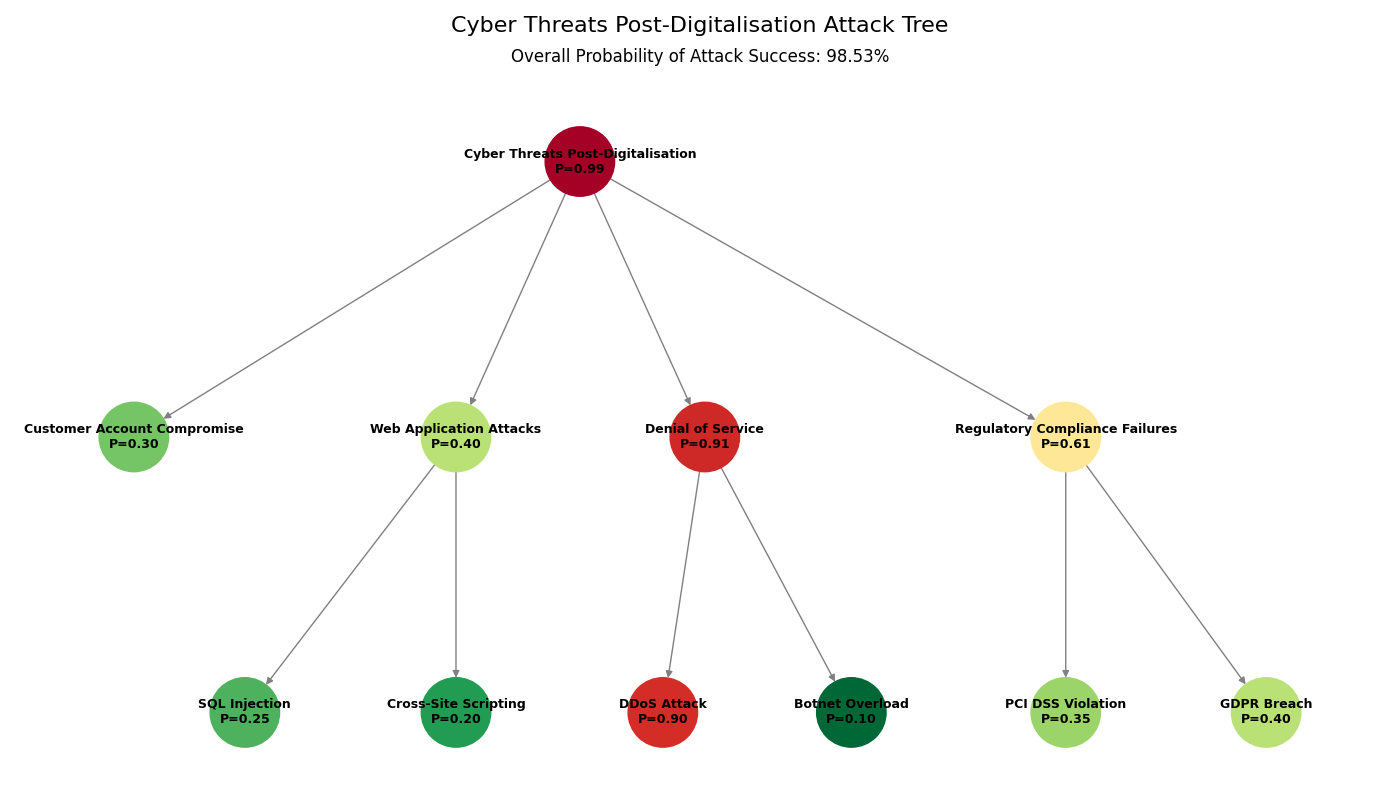 Cyber Threats Post-Digitalisation Attack Tree
Overall Probability of Attack Success: 98.53%
Cyber Threats Post-Digitalisation
P=0.99
Customer Account Compromise
P=0.30
Web Application Attacks
P=0.40
Denial of Service
P=0.91
Regulatory Compliance Failures
P=0.61
SQL Injection
P=0.25
Cross-Site Scripting
P=0.20
DDoS Attack
P=0.90
Botnet Overload
P=0.10
PCI DSS Violation
P=0.35
GDPR Breach
P=0.40